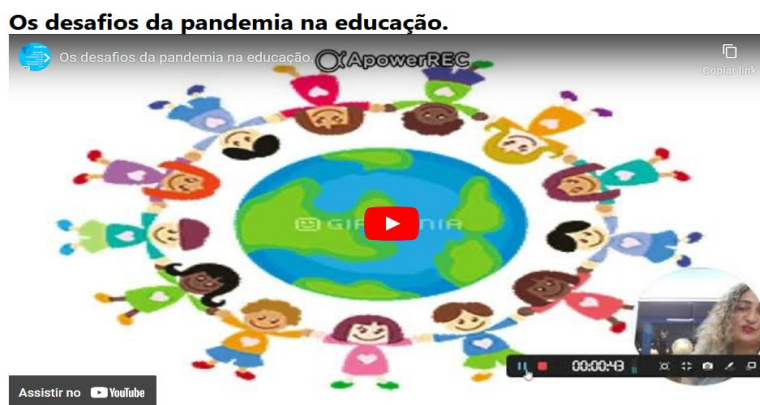 Os desafios da pandemia na educação.
Os desafios da pandemia na educação.
ApowerREC
Copiar link
00:00:43
Assistir no YouTube